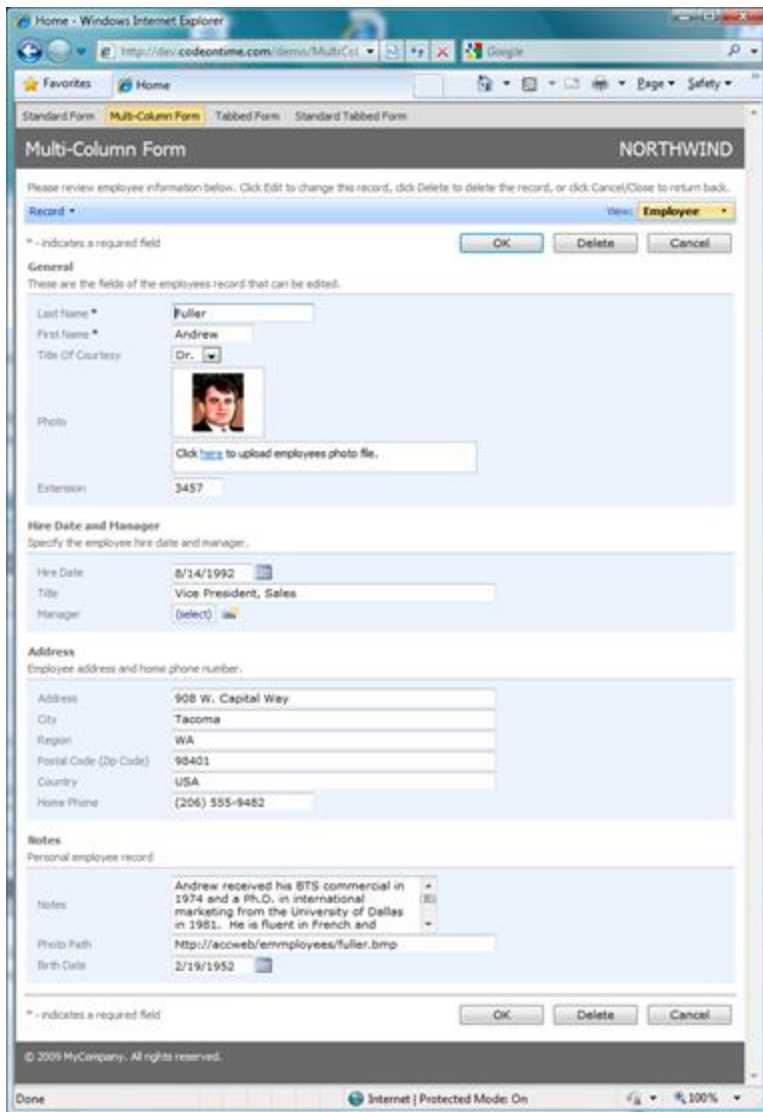 Home - Windows Internet Explorer
http://dev.codeontime.com/demo/MultiCol Google
Favorites Home Page Safety
Standard Form Multi-Column Form Tabbed Form Standard Tabbed Form
Multi-Column Form NORTHWIND
Please review employee information below. Click Edit to change this record, click Delete to delete the record, or click Cancel/Close to return back.
Record View: Employee
* - indicates a required field OK Delete Cancel
General
These are the fields of the employees record that can be edited.
Last Name * Fuller
First Name * Andrew
Title Of Courtesy Dr.
Photo
Click here to upload employees photo file.
Extension 3457
Hire Date and Manager
Specify the employee hire date and manager.
Hire Date 8/14/1992
Title Vice President, Sales
Manager (select)
Address
Employee address and home phone number.
Address 908 W. Capital Way
City Tacoma
Region WA
Postal Code (Zip Code) 98401
Country USA
Home Phone (206) 555-9482
Notes
Personal employee record
Andrew received his BTS commercial in
1974 and a Ph.D. in international
Notes marketing from the University of Dallas
in 1981. He is fluent in French and
Photo Path http://accweb/emmployees/fuller.bmp
Birth Date 2/19/1952
* - indicates a required field OK Delete Cancel
© 2009 MyCompany. All rights reserved.
Done Internet | Protected Mode: On 100%